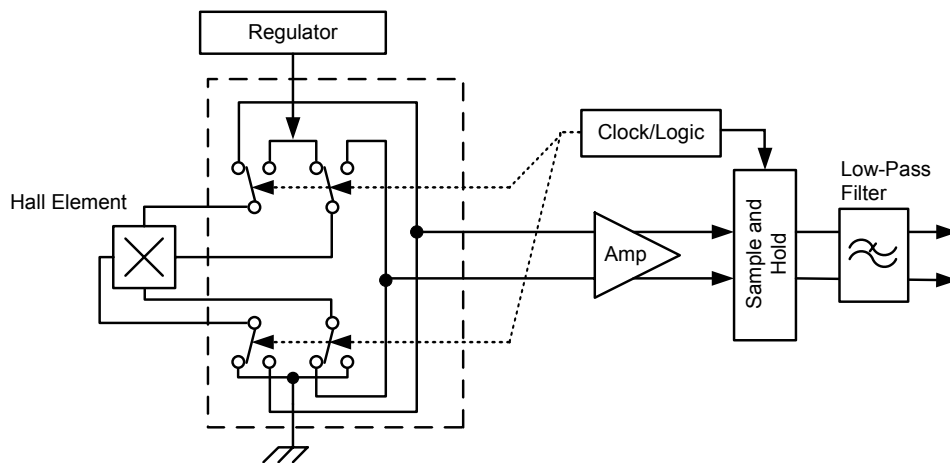 Regulator
Clock/Logic
Low-Pass
Filter
Hall Element
Amp
Sample and
Hold